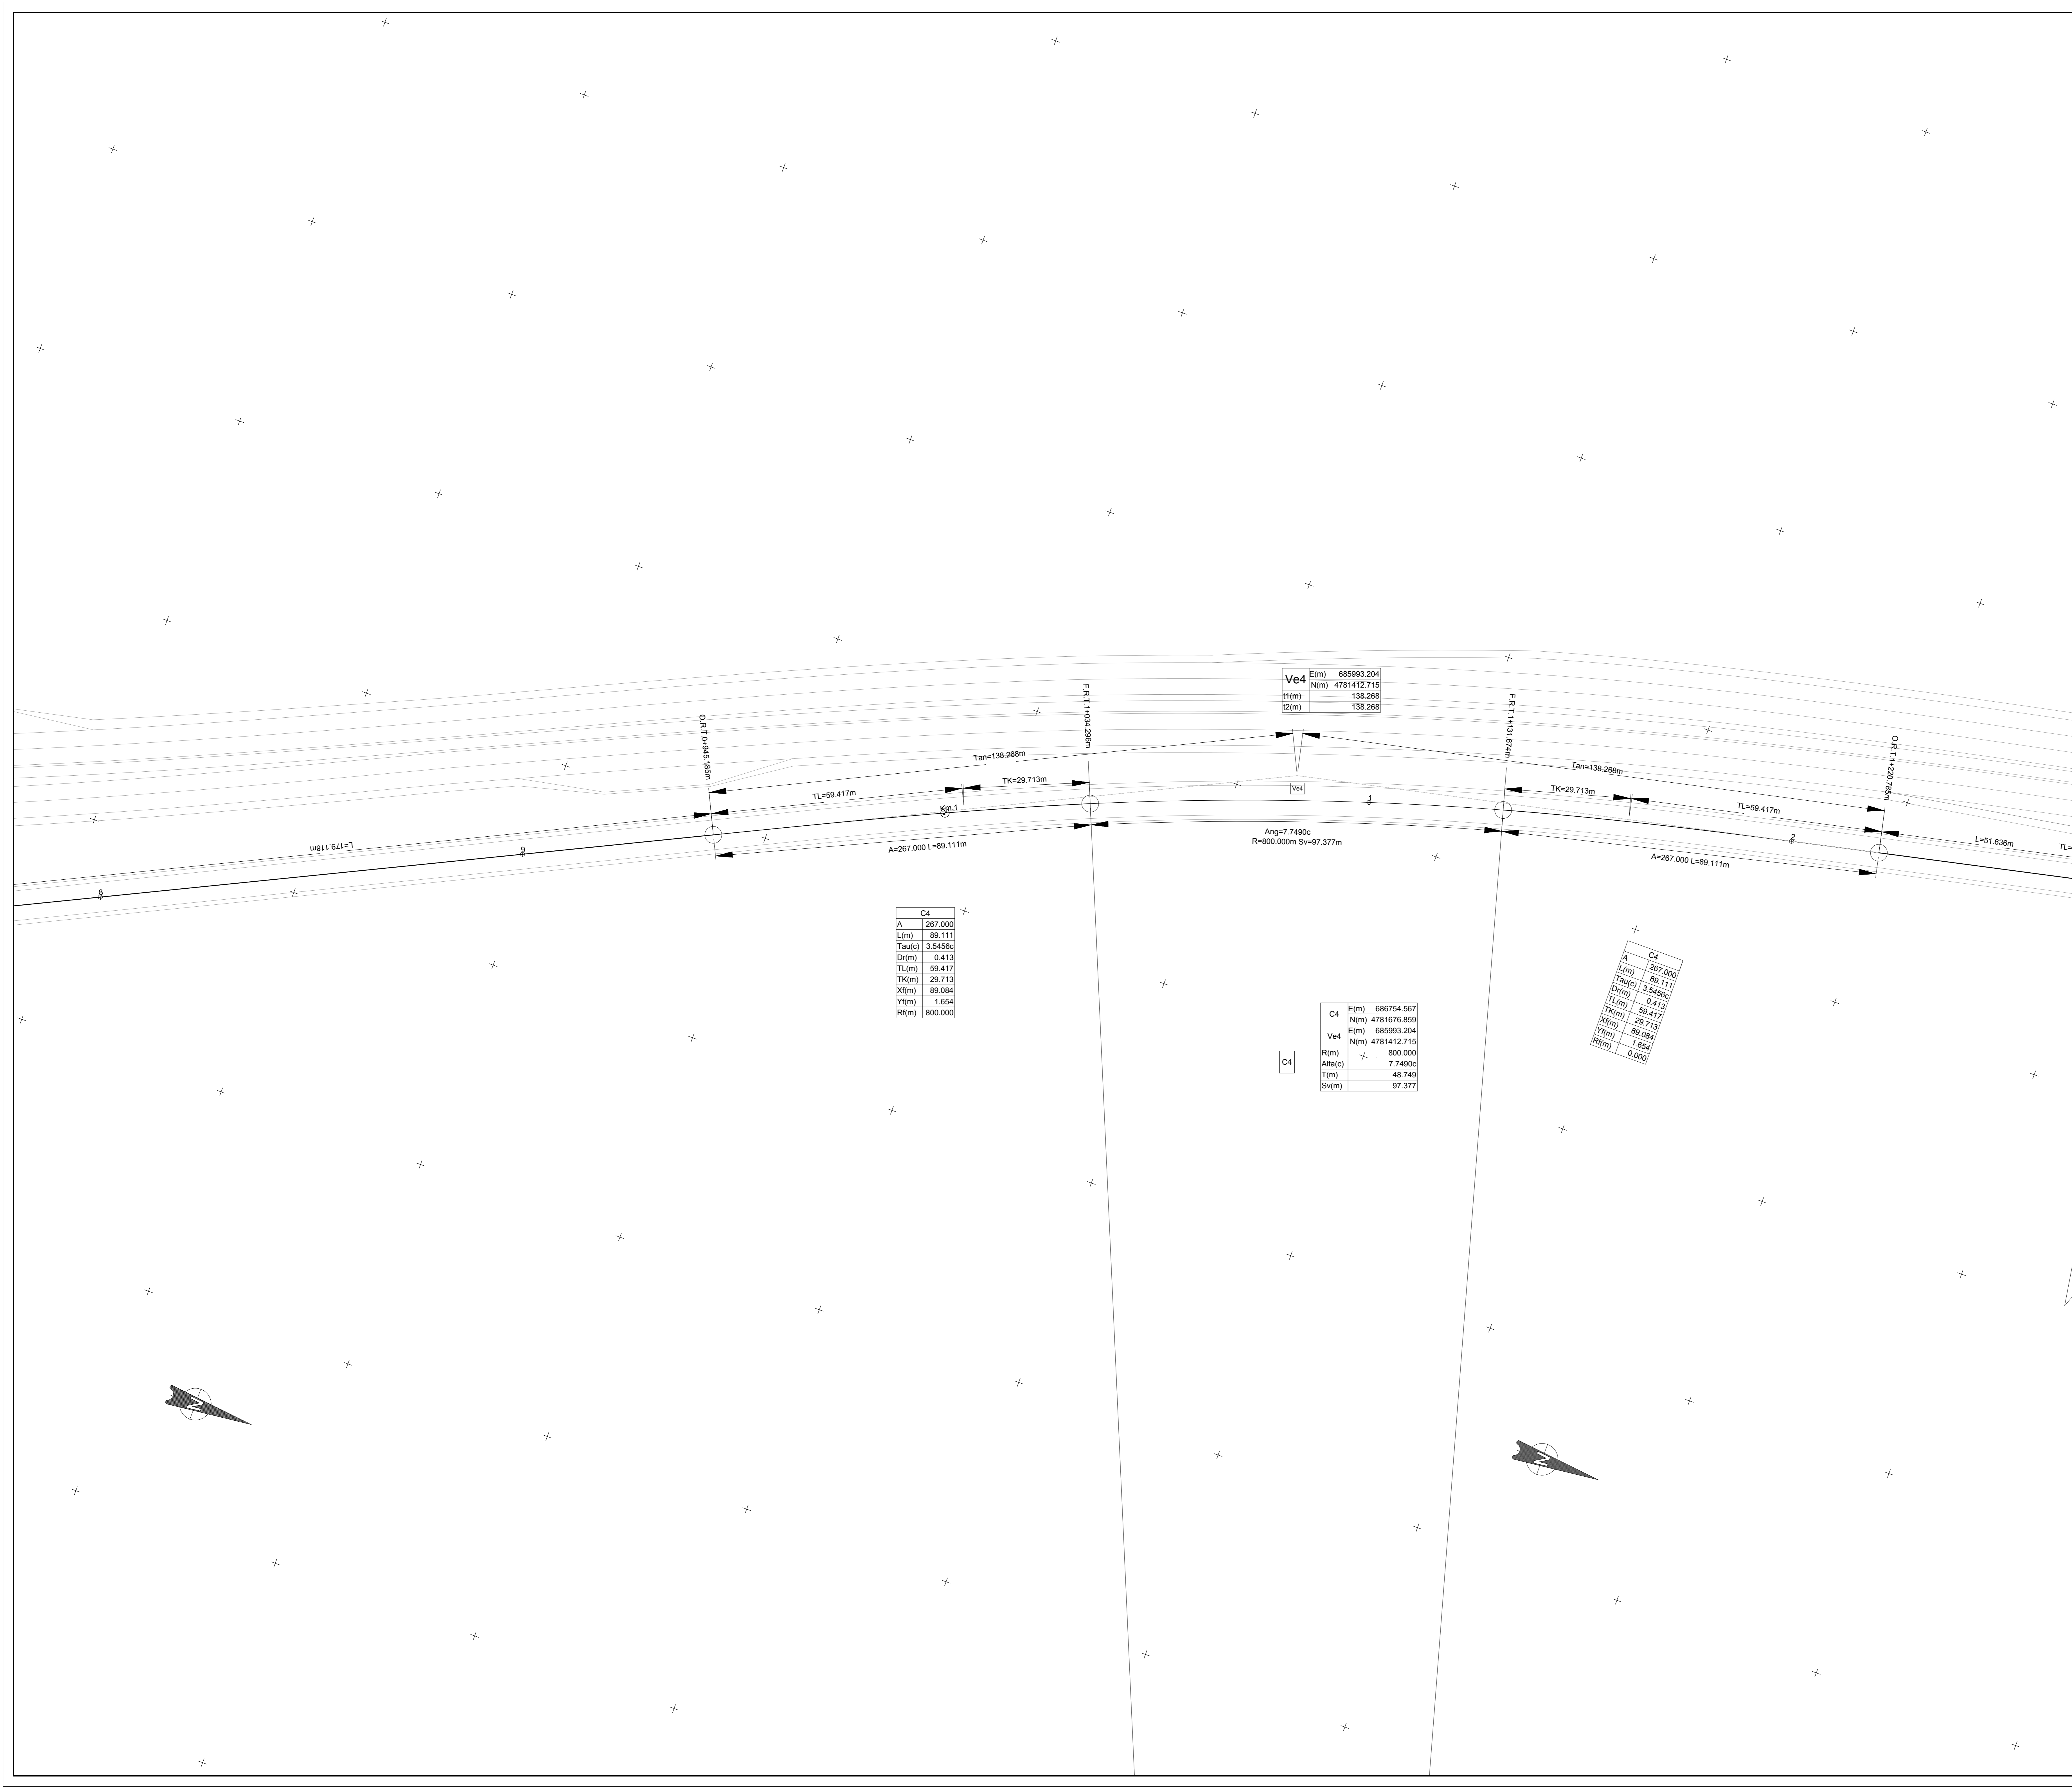 Ve4
E(m) 685993.204
N(m) 4781412.715
t1(m) 138.268
t2(m) 138.268
O.R.T.0+945.185m
F.R.T.1+034.296m
F.R.T.1+131.674m
O.R.T.1+220.785m
Tan=138.268m
Tan=138.268m
TL=59.417m
TK=29.713m
TK=29.713m
TL=59.417m
Ve4
Km.1
1
2
8
9
L=179.118m
A=267.000 L=89.111m
Ang=7.7490c
R=800.000m Sv=97.377m
A=267.000 L=89.111m
L=51.636m
TL=
C4
A 267.000
L(m) 89.111
Tau(c) 3.5456c
Dr(m) 0.413
TL(m) 59.417
TK(m) 29.713
Xf(m) 89.084
Yf(m) 1.654
Rf(m) 800.000
C4
C4
E(m) 686754.567
N(m) 4781676.859
Ve4
E(m) 685993.204
N(m) 4781412.715
R(m) 800.000
Alfa(c) 7.7490c
T(m) 48.749
Sv(m) 97.377
C4
A 267.000
L(m) 89.111
Tau(c) 3.5456c
Dr(m) 0.413
TL(m) 59.417
TK(m) 29.713
Xf(m) 89.084
Yf(m) 1.654
Rf(m) 0.000
N
N